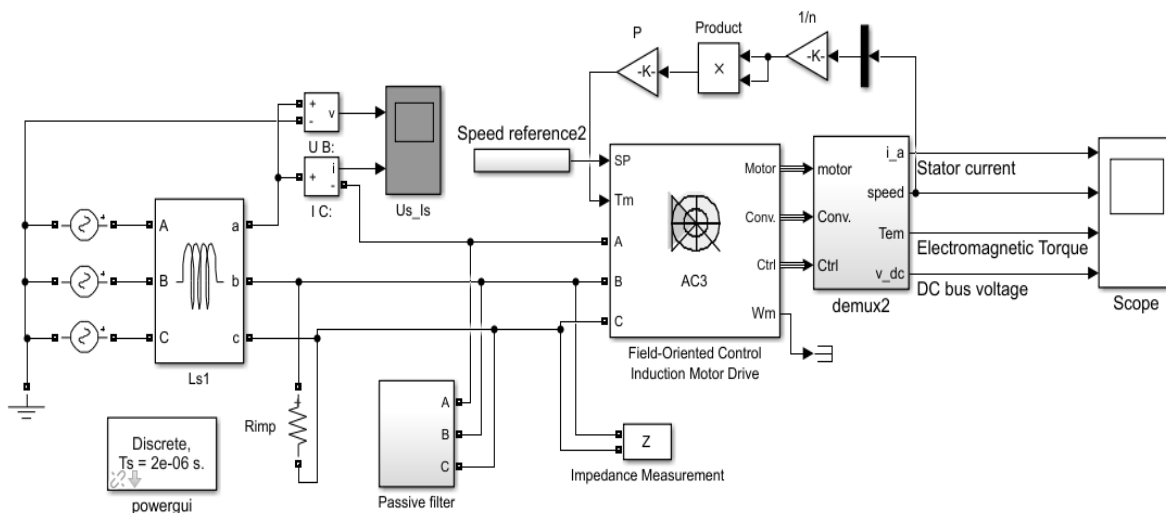 1/n
Product
P
-K-
X
-K-
+
-
v
U B:
+
i
-
I C:
Us_Is
Speed reference2
SP
Tm
A
B
C
Motor
Conv.
Ctrl
Wm
AC3
Field-Oriented Control
Induction Motor Drive
motor
Conv.
Ctrl
i_a
speed
Tem
v_dc
demux2
Stator current
Electromagnetic Torque
DC bus voltage
Scope
+
+
+
A
B
C
a
b
c
Ls1
Discrete,
Ts = 2e-06 s.
powergui
Rimp
+
A
B
C
Passive filter
Z
Impedance Measurement